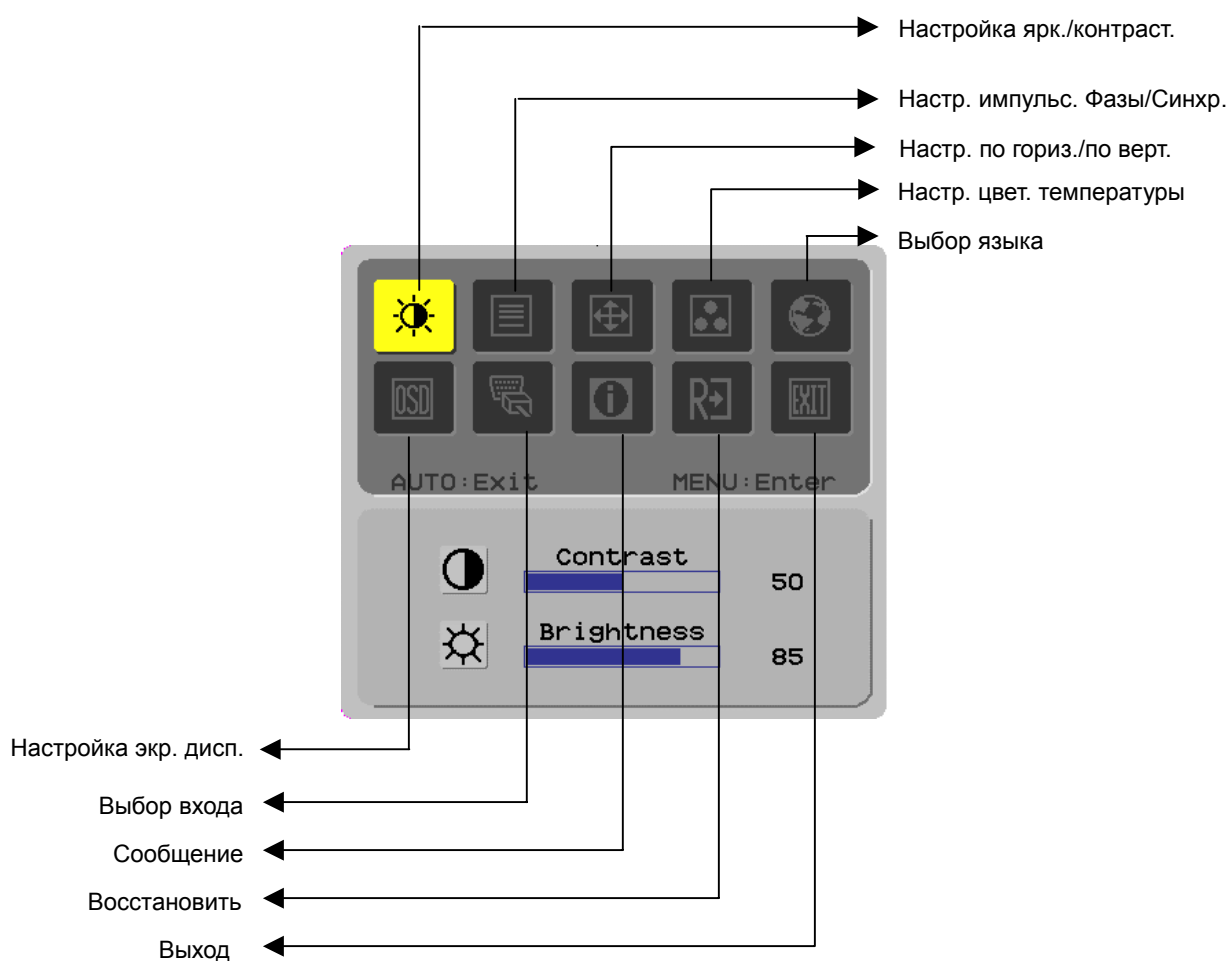 Настройка ярк./контраст.
Настр. импульс. Фазы/Синхр.
Настр. по гориз./по верт.
Настр. цвет. температуры
Выбор языка
OSD
R
EXIT
AUTO:Exit MENU:Enter
Contrast
50
Brightness
85
Настройка экр. дисп.
Выбор входа
Сообщение
Восстановить
Выход